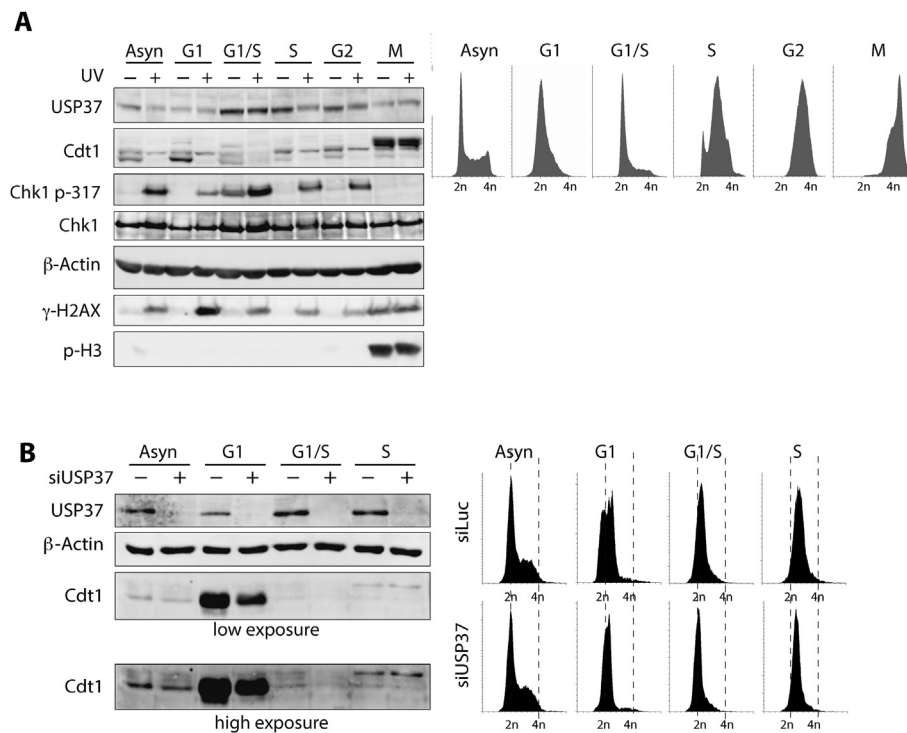 A
Asyn G1 G1/S S G2 M
UV − + − + − + − + − + − +
USP37
Cdt1
Chk1 p-317
Chk1
β-Actin
γ-H2AX
p-H3
Asyn G1 G1/S S G2 M
2n 4n 2n 4n 2n 4n 2n 4n 2n 4n 2n 4n
B
Asyn G1 G1/S S
siUSP37 − + − + − + − +
USP37
β-Actin
Cdt1
low exposure
Cdt1
high exposure
Asyn G1 G1/S S
siLuc
2n 4n 2n 4n 2n 4n 2n 4n
siUSP37
2n 4n 2n 4n 2n 4n 2n 4n